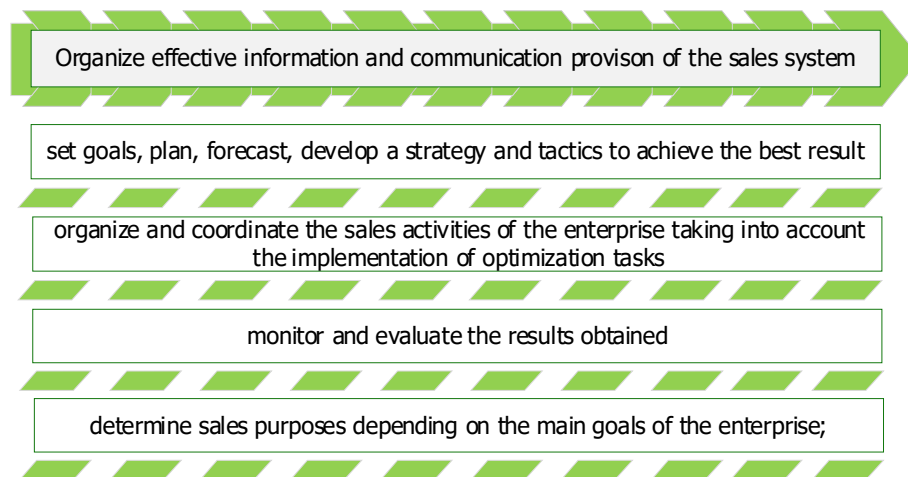 Organize effective information and communication provison of the sales system
set goals, plan, forecast, develop a strategy and tactics to achieve the best result
organize and coordinate the sales activities of the enterprise taking into account
the implementation of optimization tasks
monitor and evaluate the results obtained
determine sales purposes depending on the main goals of the enterprise;